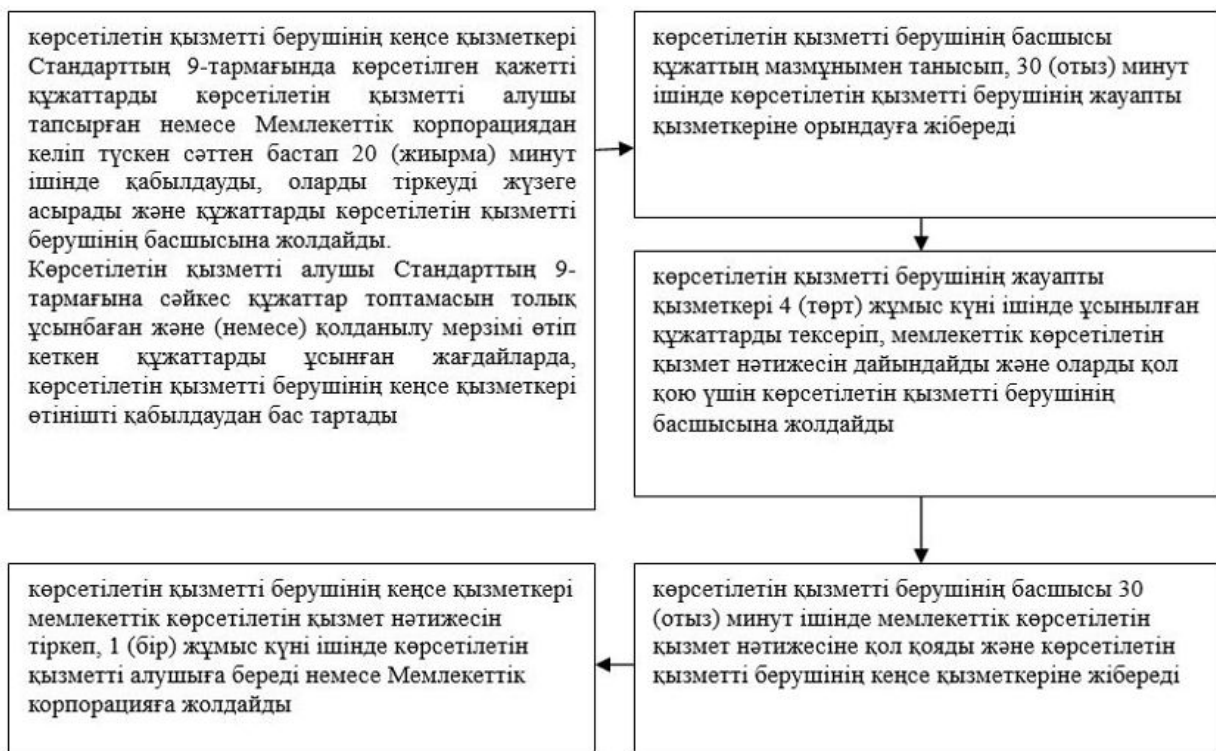 көрсетілетін қызметті берушінің кеңсе қызметкері
Стандарттың 9-тармағында көрсетілген қажетті
құжаттарды көрсетілетін қызметті алушы
тапсырған немесе Мемлекеттік корпорациядан
келіп түскен сәттен бастап 20 (жиырма) минут
ішінде қабылдауды, оларды тіркеуді жүзеге
асырады және құжаттарды көрсетілетін қызметті
берушінің басшысына жолдайды.
Көрсетілетін қызметті алушы Стандарттың 9-
тармағына сәйкес құжаттар топтамасын толық
ұсынбаған және (немесе) қолданылу мерзімі өтіп
кеткен құжаттарды ұсынған жағдайларда,
көрсетілетін қызметті берушінің кеңсе қызметкері
өтінішті қабылдаудан бас тартады
көрсетілетін қызметті берушінің басшысы
құжаттың мазмұнымен танысып, 30 (отыз) минут
ішінде көрсетілетін қызметті берушінің жауапты
қызметкеріне орындауға жібереді
көрсетілетін қызметті берушінің жауапты
қызметкері 4 (төрт) жұмыс күні ішінде ұсынылған
құжаттарды тексеріп, мемлекеттік көрсетілетін
қызмет нәтижесін дайындайды және оларды қол
қою үшін көрсетілетін қызметті берушінің
басшысына жолдайды
көрсетілетін қызметті берушінің басшысы 30
(отыз) минут ішінде мемлекеттік көрсетілетін
қызмет нәтижесіне қол қояды және көрсетілетін
қызметті берушінің кеңсе қызметкеріне жібереді
көрсетілетін қызметті берушінің кеңсе қызметкері
мемлекеттік көрсетілетін қызмет нәтижесін
тіркеп, 1 (бір) жұмыс күні ішінде көрсетілетін
қызметті алушыға береді немесе Мемлекеттік
корпорацияға жолдайды